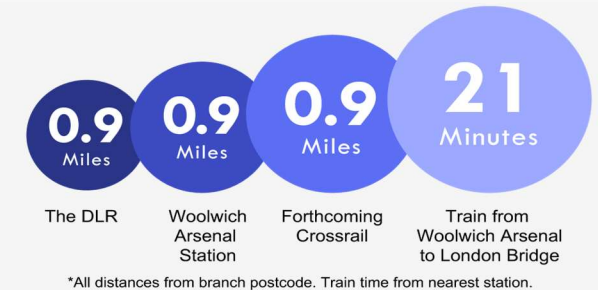 0.9
Miles
0.9
Miles
0.9
Miles
21
Minutes
The DLR
Woolwich
Arsenal
Station
Forthcoming
Crossrail
Train from
Woolwich Arsenal
to London Bridge
*All distances from branch postcode. Train time from nearest station.